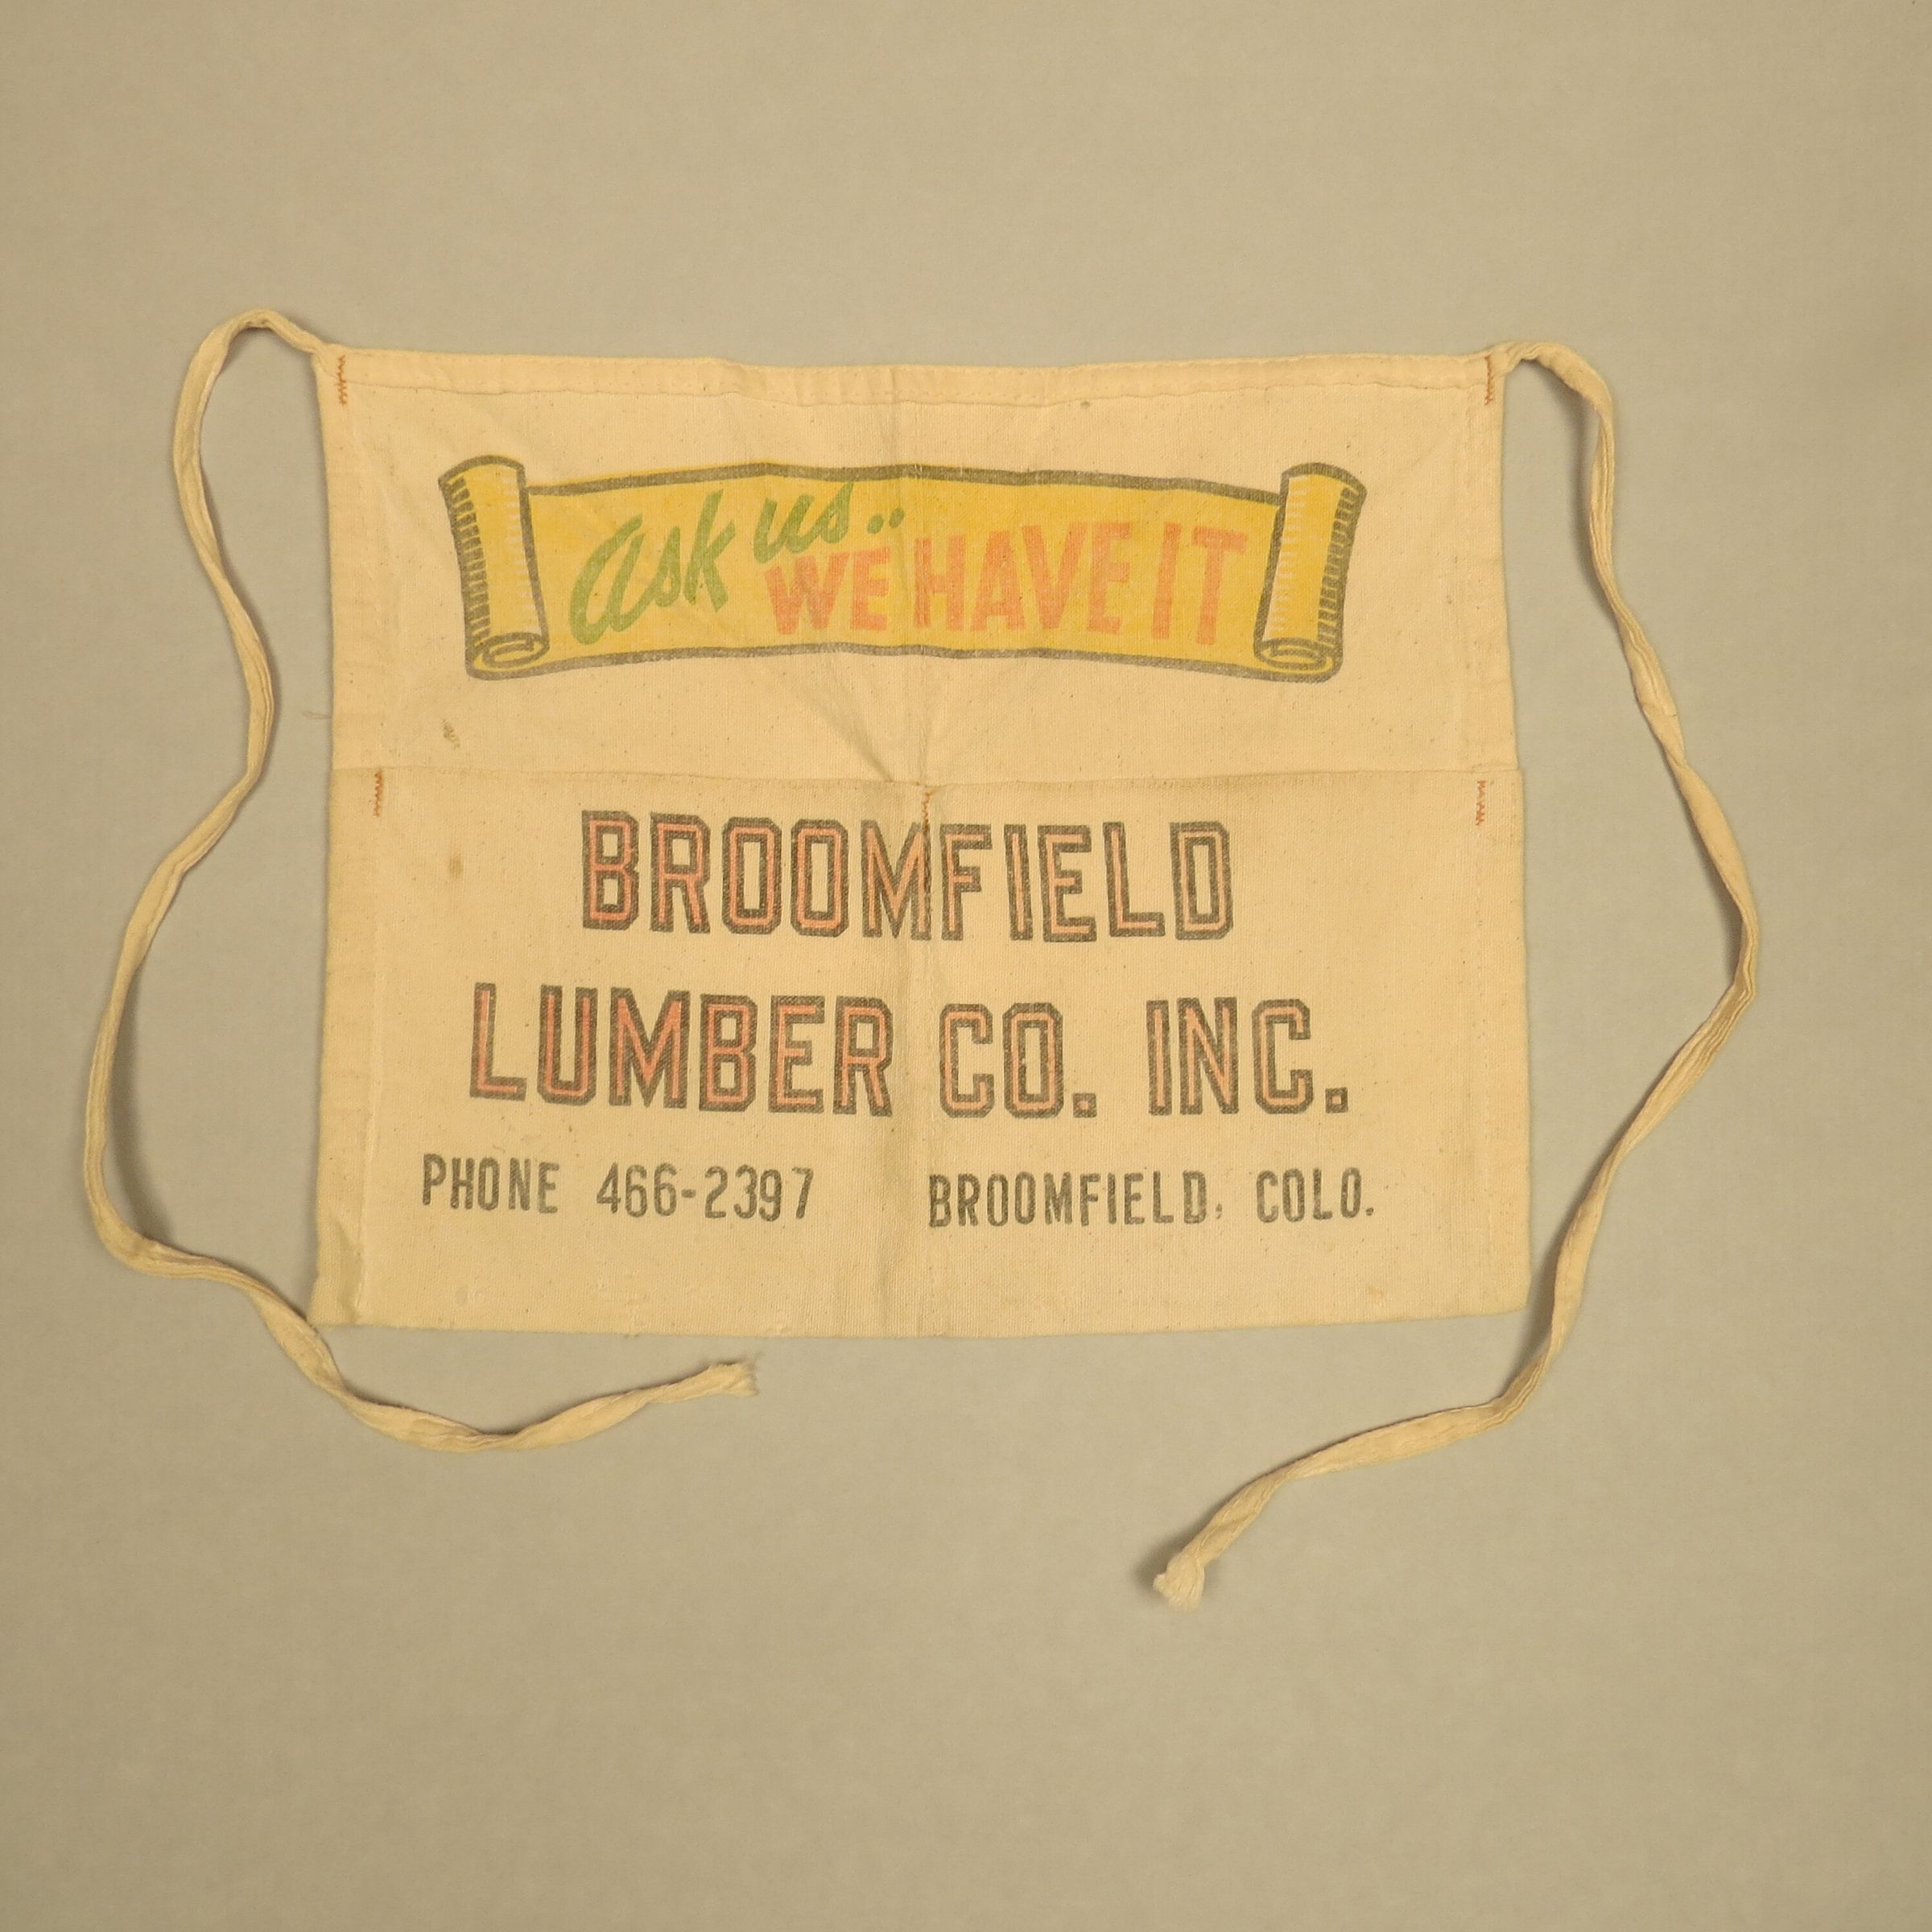 ask us..
WE HAVE IT
BROOMFIELD
LUMBER CO. INC.
PHONE 466-2397 BROOMFIELD, COLO.